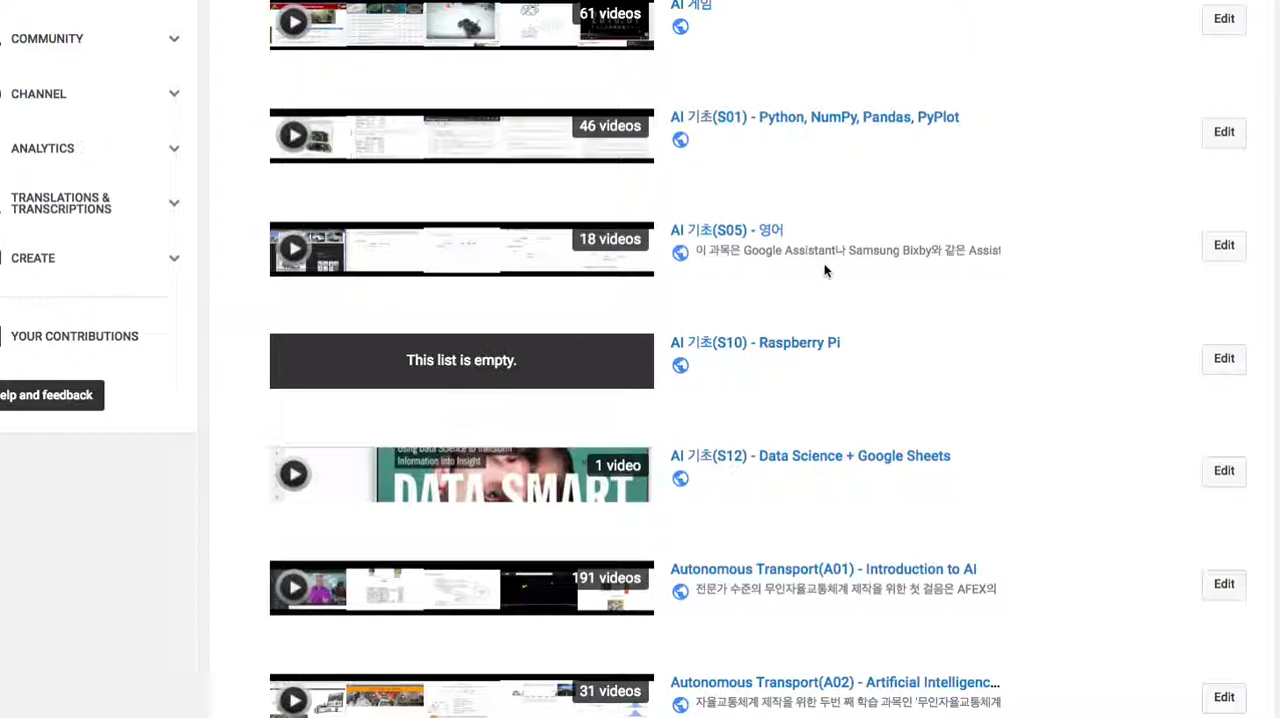 COMMUNITY
CHANNEL
ANALYTICS
TRANSLATIONS &
TRANSCRIPTIONS
CREATE
YOUR CONTRIBUTIONS
elp and feedback
61 videos
AI 게임
Edit
46 videos
AI 기초(S01) - Python, NumPy, Pandas, PyPlot
Edit
18 videos
AI 기초(S05) - 영어
이 과목은 Google Assistant나 Samsung Bixby와 같은 Assist
Edit
This list is empty.
AI 기초(S10) - Raspberry Pi
Edit
Using Data Science to Transform
Information into Insight
DATA SMART
1 video
AI 기초(S12) - Data Science + Google Sheets
Edit
191 videos
Autonomous Transport(A01) - Introduction to AI
전문가 수준의 무인자율교통체계 제작을 위한 첫 걸음은 AFEX의
Edit
31 videos
Autonomous Transport(A02) - Artificial Intelligenc...
자율교통체계 제작을 위한 두번 째 학습 과목인 '무인자율교통체계
Edit